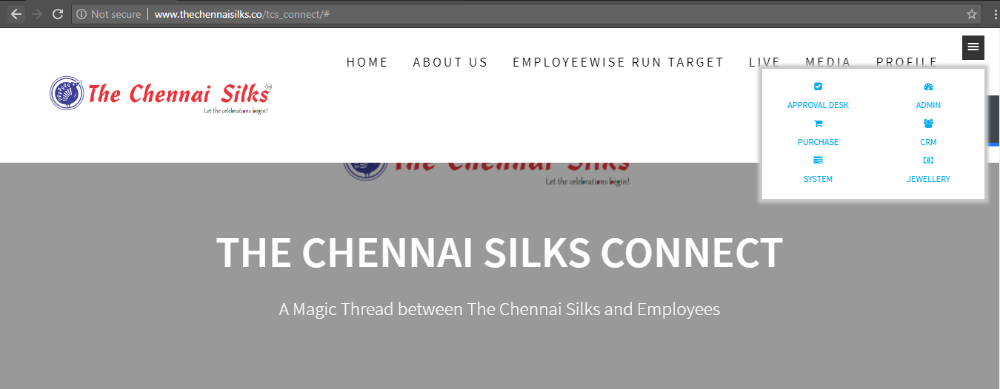 Not secure www.thechennaisilks.co/tcs_connect/#
HOME ABOUT US EMPLOYEEWISE RUN TARGET LIVE MEDIA PROFILE
The Chennai Silks
Let the celebrations begin!
APPROVAL DESK ADMIN
PURCHASE CRM
SYSTEM JEWELLERY
The Chennai Silks
Let the celebrations begin!
THE CHENNAI SILKS CONNECT
A Magic Thread between The Chennai Silks and Employees